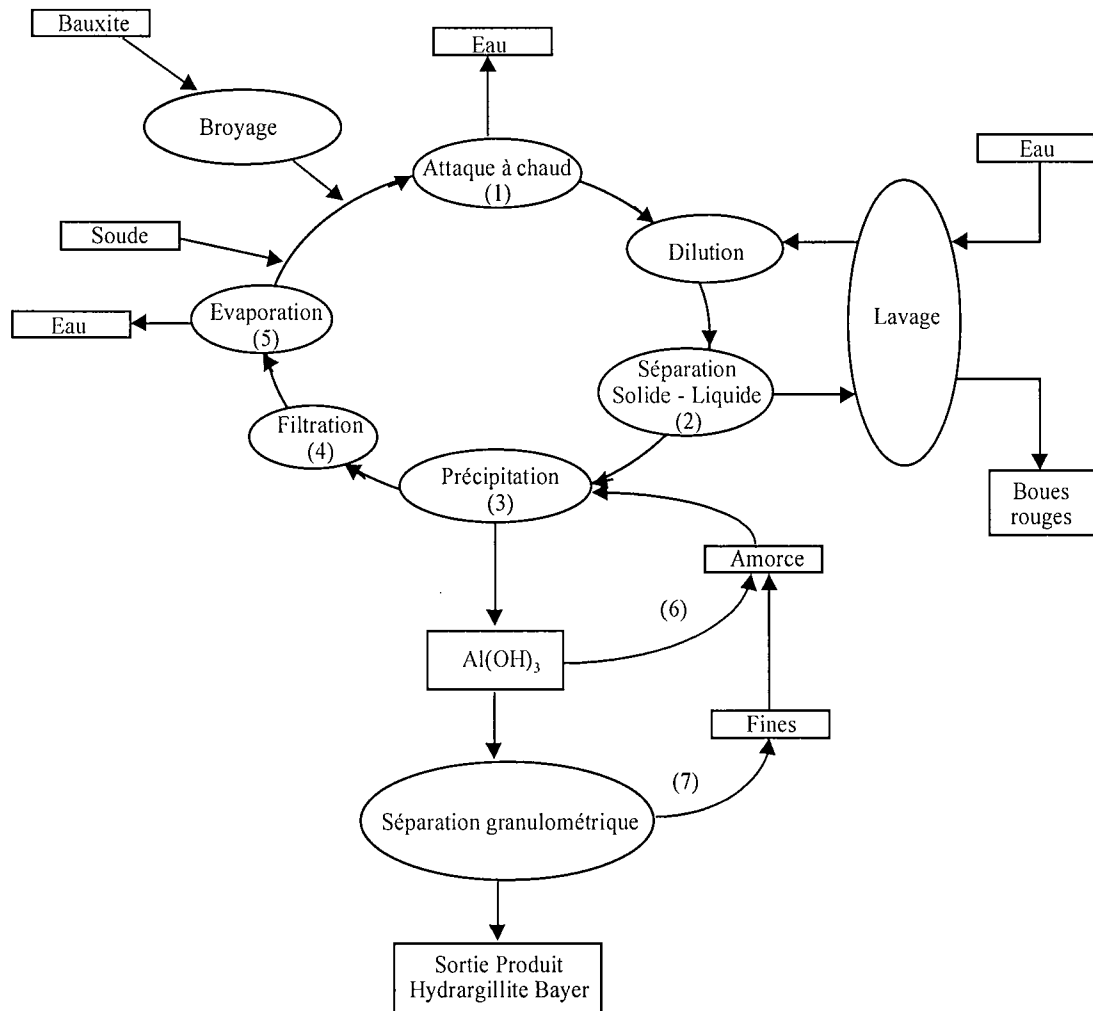 Bauxite
Eau
Broyage
Attaque à chaud
(1)
Eau
Soude
Dilution
Evaporation
(5)
Eau
Lavage
Séparation
Solide - Liquide
(2)
Filtration
(4)
Précipitation
(3)
Boues
rouges
Amorce
(6)
Al(OH)₃
Fines
(7)
Séparation granulométrique
Sortie Produit
Hydrargillite Bayer